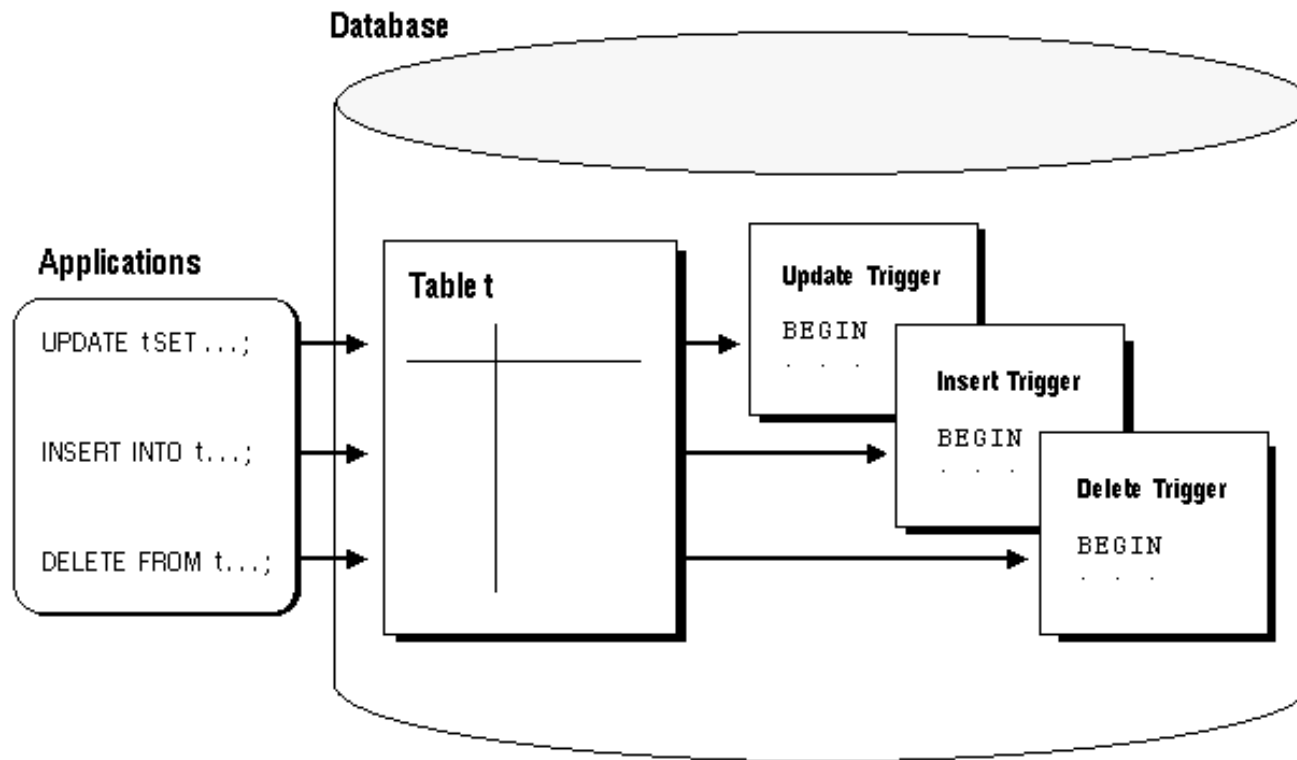 Database
Applications
UPDATE tSET...;
INSERT INTO t...;
DELETE FROM t...;
Table t
Update Trigger
BEGIN
. . .
Insert Trigger
BEGIN
. . .
Delete Trigger
BEGIN
. . .